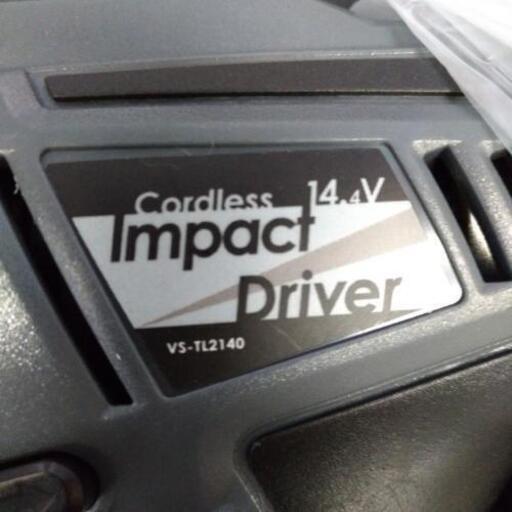 Cordless 14.4V
Impact
Driver
VS-TL2140